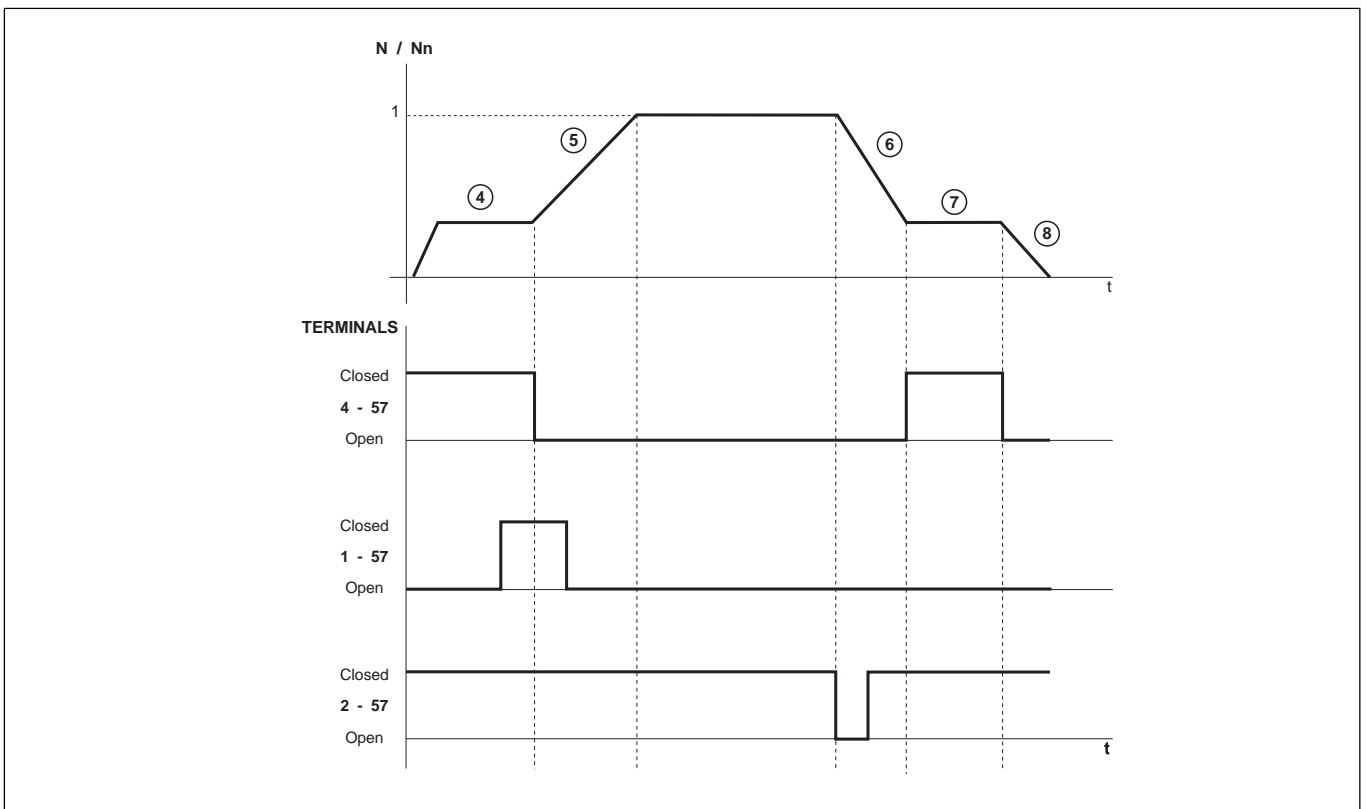 N / Nn
1
5
6
4
7
8
t
TERMINALS
Closed
4 - 57
Open
Closed
1 - 57
Open
Closed
2 - 57
Open
t